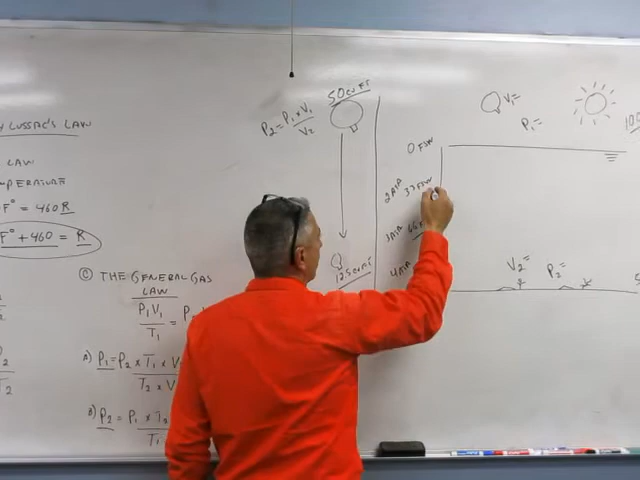 LUSSAC'S LAW
LAW
F° = 460 R
F° + 460 = R
Ⓒ THE GENERAL GAS
LAW
P₁V₁
T₁
= P
A) P₁ = P₂ × T₁ × V
T₂ × V
B) P₂ = P₁ × T₂
T₁
T₂
50 cu FT
P₂ = P₁ × V₁
V₂
12.5 cu FT
0 FSW
2 ATA 33 FSW
3 ATA 66
4 ATA
V₁ =
P₁ =
V₂ =
P₂ =